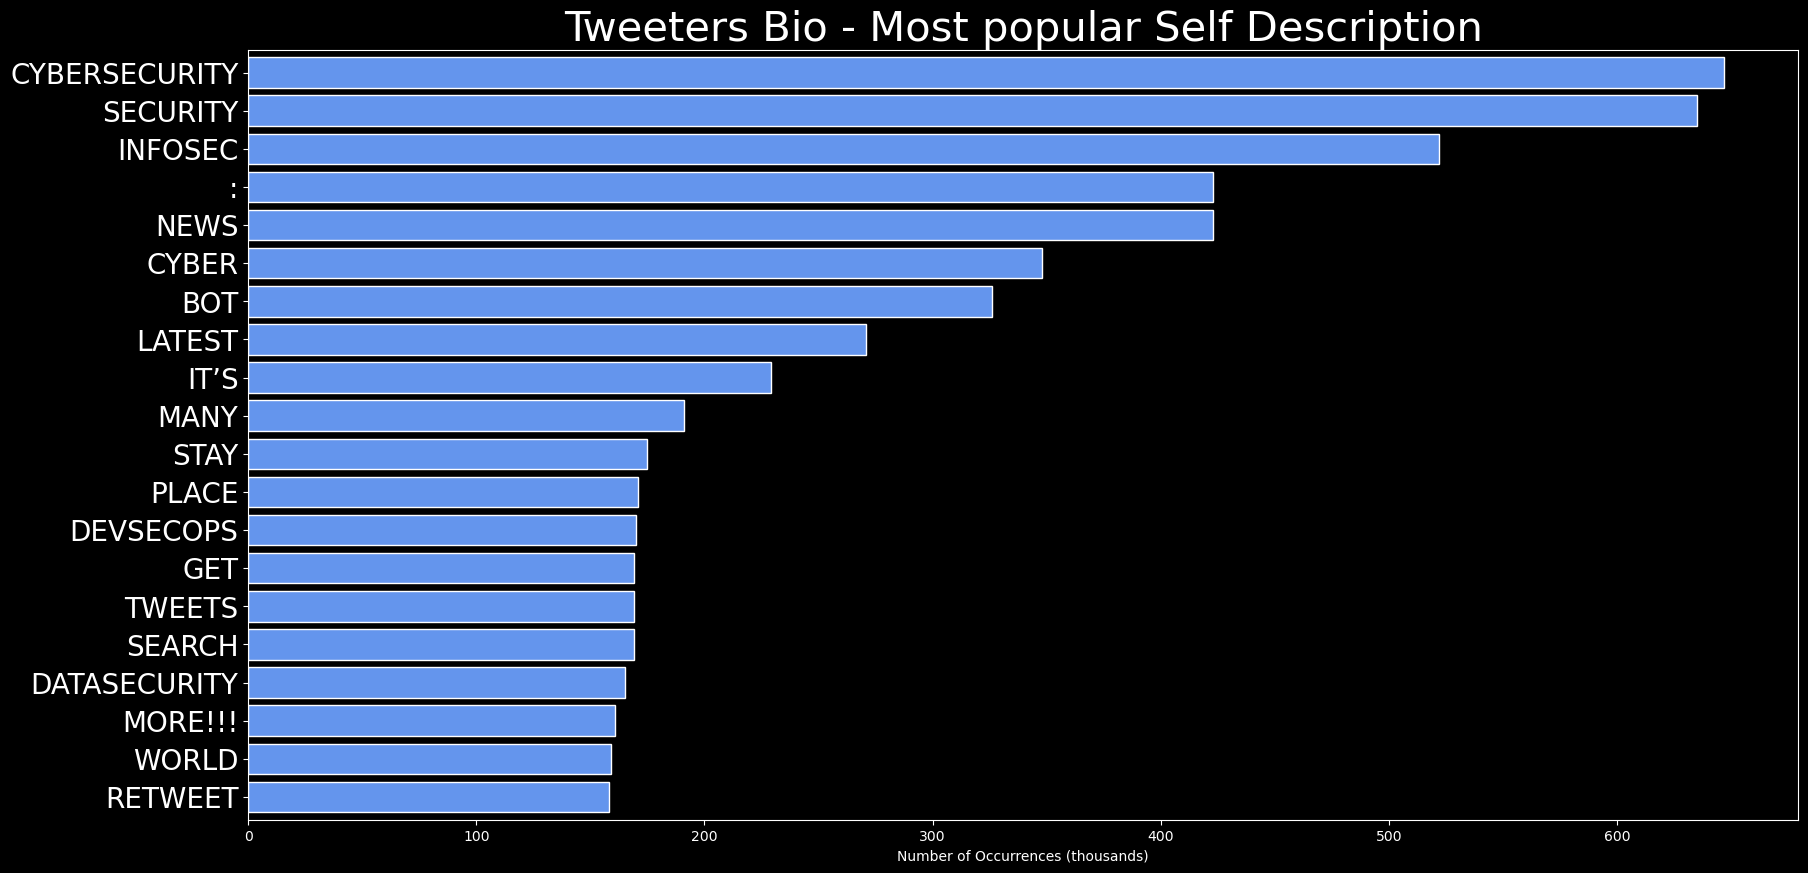 Tweeters Bio - Most popular Self Description
CYBERSECURITY
SECURITY
INFOSEC
:
NEWS
CYBER
BOT
LATEST
IT’S
MANY
STAY
PLACE
DEVSECOPS
GET
TWEETS
SEARCH
DATASECURITY
MORE!!!
WORLD
RETWEET
0 100 200 300 400 500 600
Number of Occurrences (thousands)